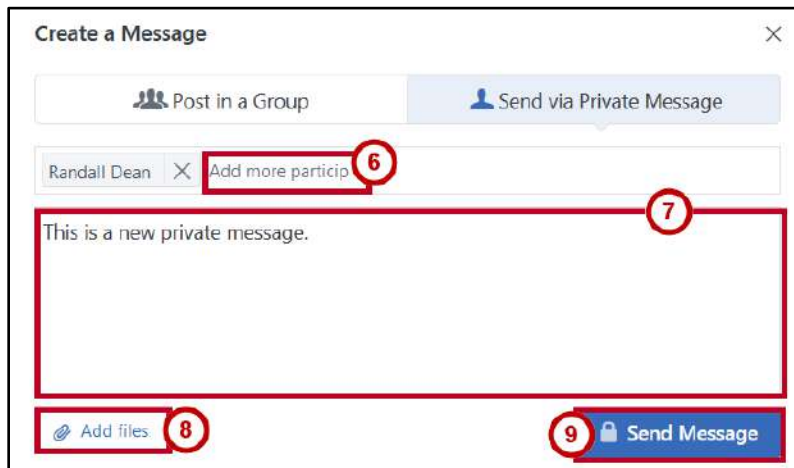 Create a Message
Post in a Group Send via Private Message
Randall Dean Add more particip 6
7
This is a new private message.
Add files 8 9 Send Message